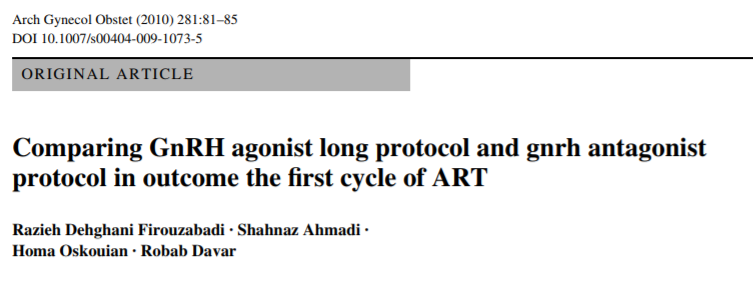 Arch Gynecol Obstet (2010) 281:81–85
DOI 10.1007/s00404-009-1073-5
ORIGINAL ARTICLE
Comparing GnRH agonist long protocol and gnrh antagonist
protocol in outcome the first cycle of ART
Razieh Dehghani Firouzabadi · Shahnaz Ahmadi ·
Homa Oskouian · Robab Davar